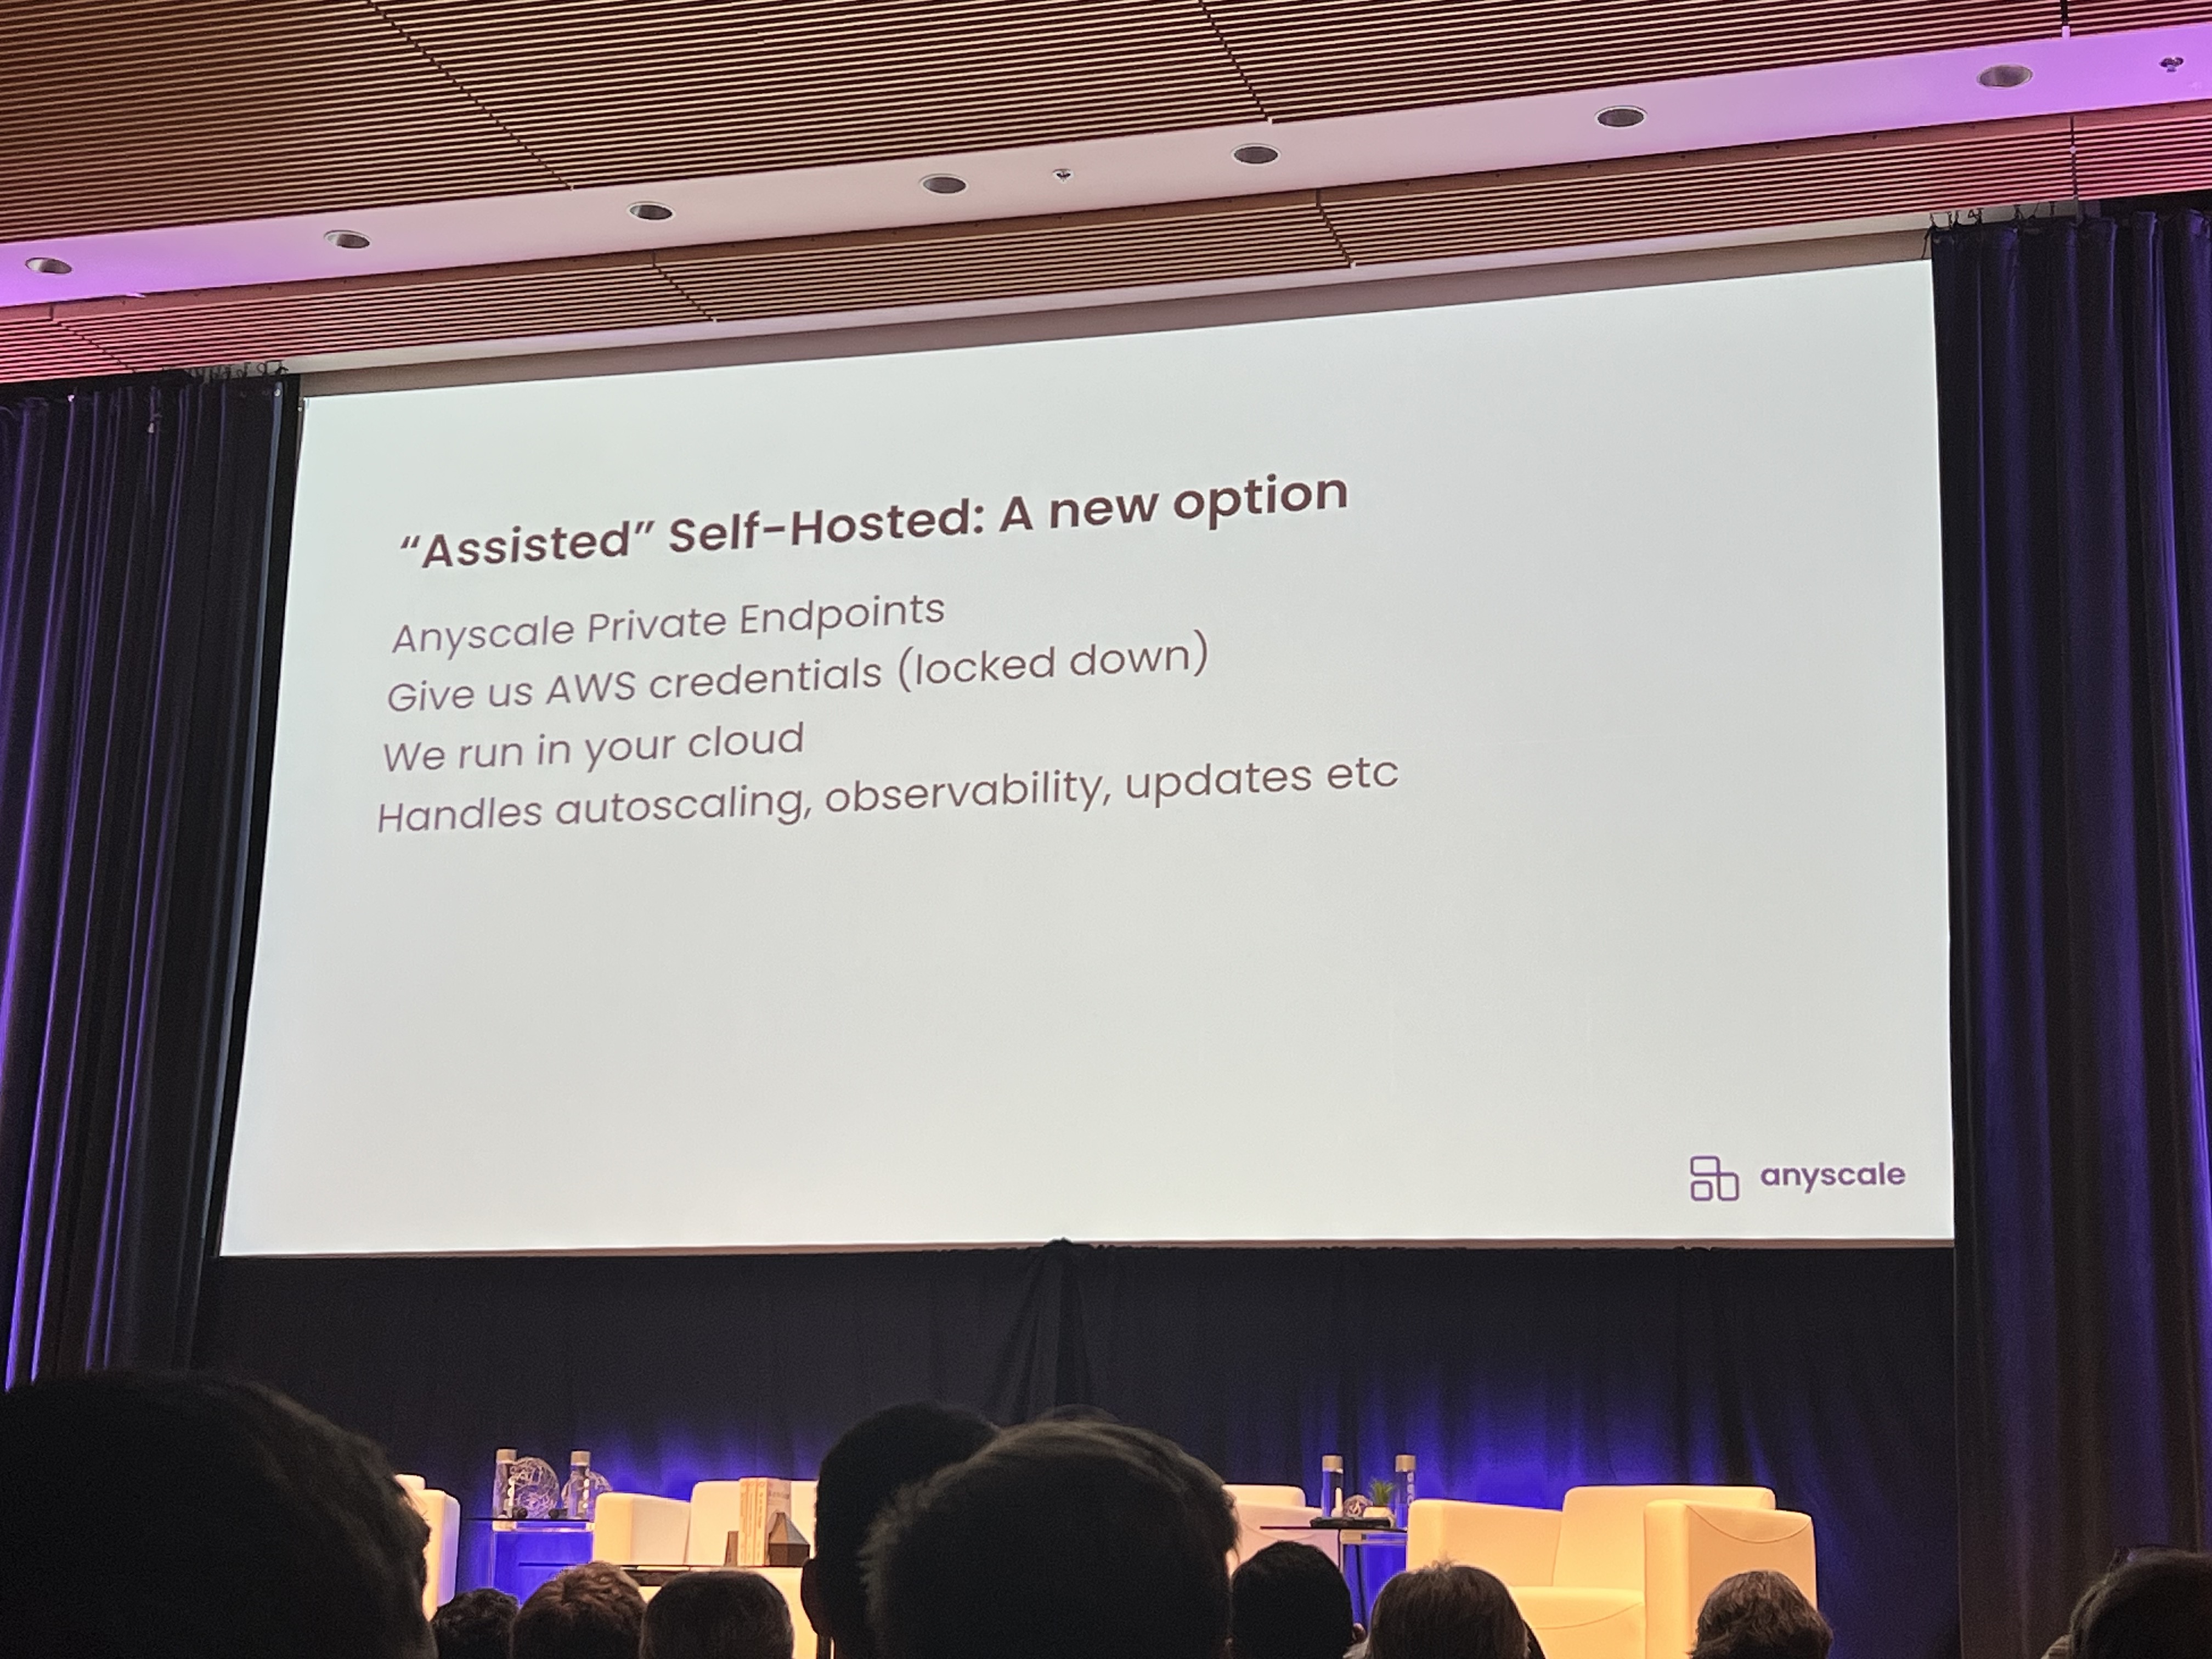 “Assisted” Self-Hosted: A new option
Anyscale Private Endpoints
Give us AWS credentials (locked down)
We run in your cloud
Handles autoscaling, observability, updates etc
anyscale